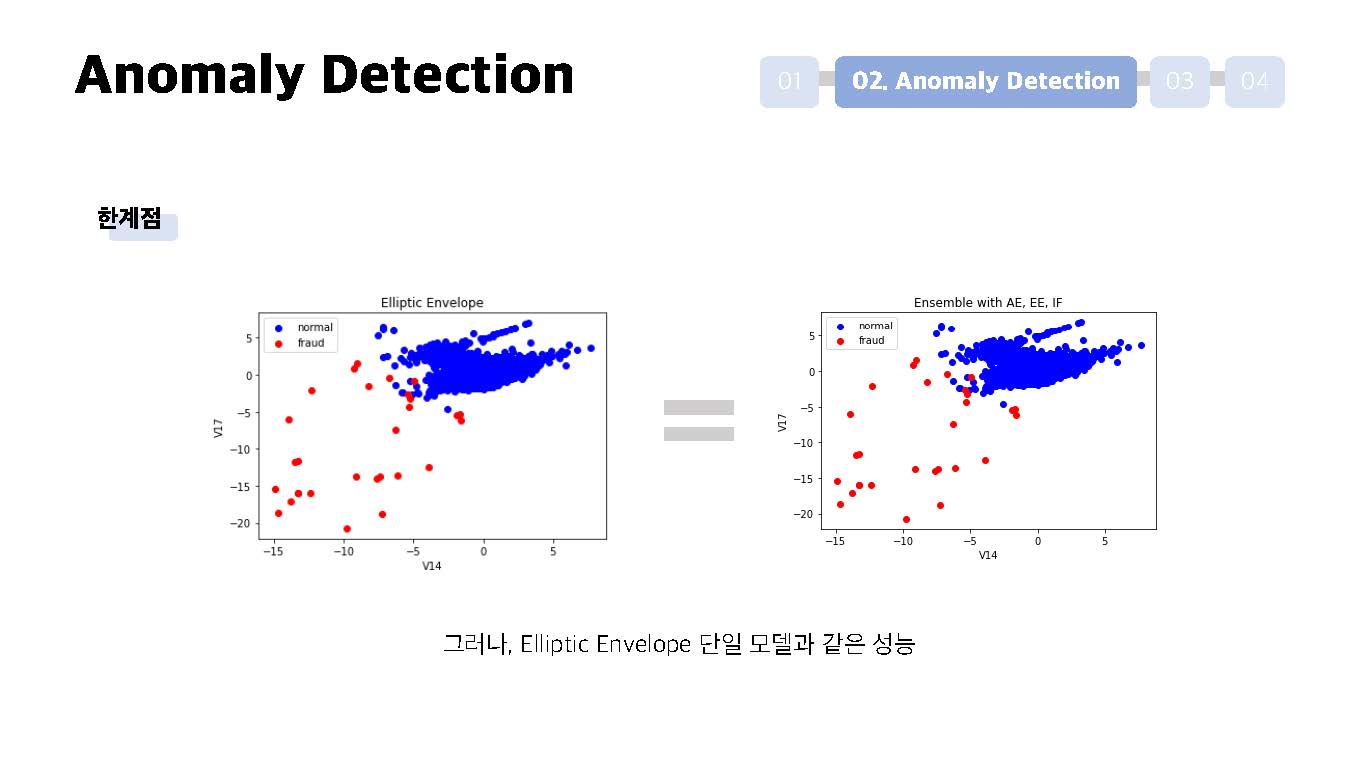 Anomaly Detection
01
02. Anomaly Detection
03
04
한계점
Elliptic Envelope
normal
fraud
5
0
−5
−10
−15
−20
V17
−15
−10
−5
0
5
V14
Ensemble with AE, EE, IF
normal
fraud
5
0
−5
−10
−15
−20
V17
−15
−10
−5
0
5
V14
그러나, Elliptic Envelope 단일 모델과 같은 성능